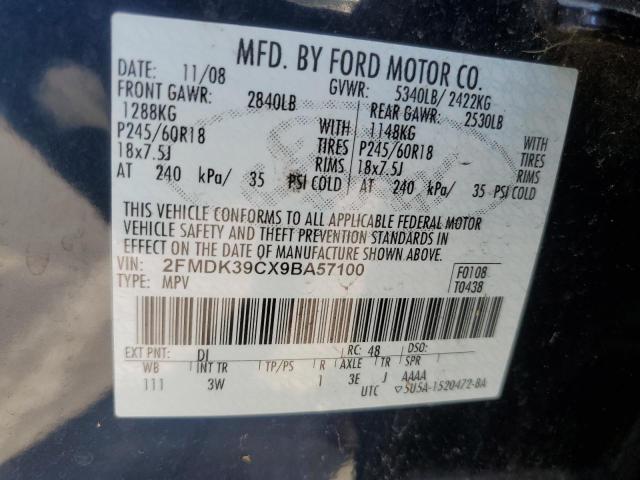 MFD. BY FORD MOTOR CO.
DATE: 11/08 GVWR: 5340LB/ 2422KG
FRONT GAWR: 2840LB REAR GAWR: 2530LB
1288KG WITH 1148KG WITH
P245/60R18 TIRES P245/60R18 TIRES
18x7.5J RIMS 18x7.5J RIMS
AT 240 kPa/ 35 PSI COLD AT 240 kPa/ 35 PSI COLD
THIS VEHICLE CONFORMS TO ALL APPLICABLE FEDERAL MOTOR
VEHICLE SAFETY AND THEFT PREVENTION STANDARDS IN
EFFECT ON THE DATE OF MANUFACTURE SHOWN ABOVE.
VIN: 2FMDK39CX9BA57100 F0108
TYPE: MPV T0438
EXT PNT: DI RC: 48 DSO:
WB INT TR TP/PS R AXLE TR SPR
111 3W 1 3E J AAAA
UTC ▽5U5A-1520472-BA